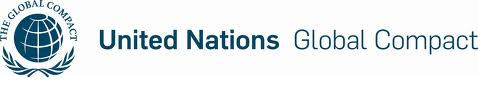 THE GLOBAL COMPACT
United Nations Global Compact